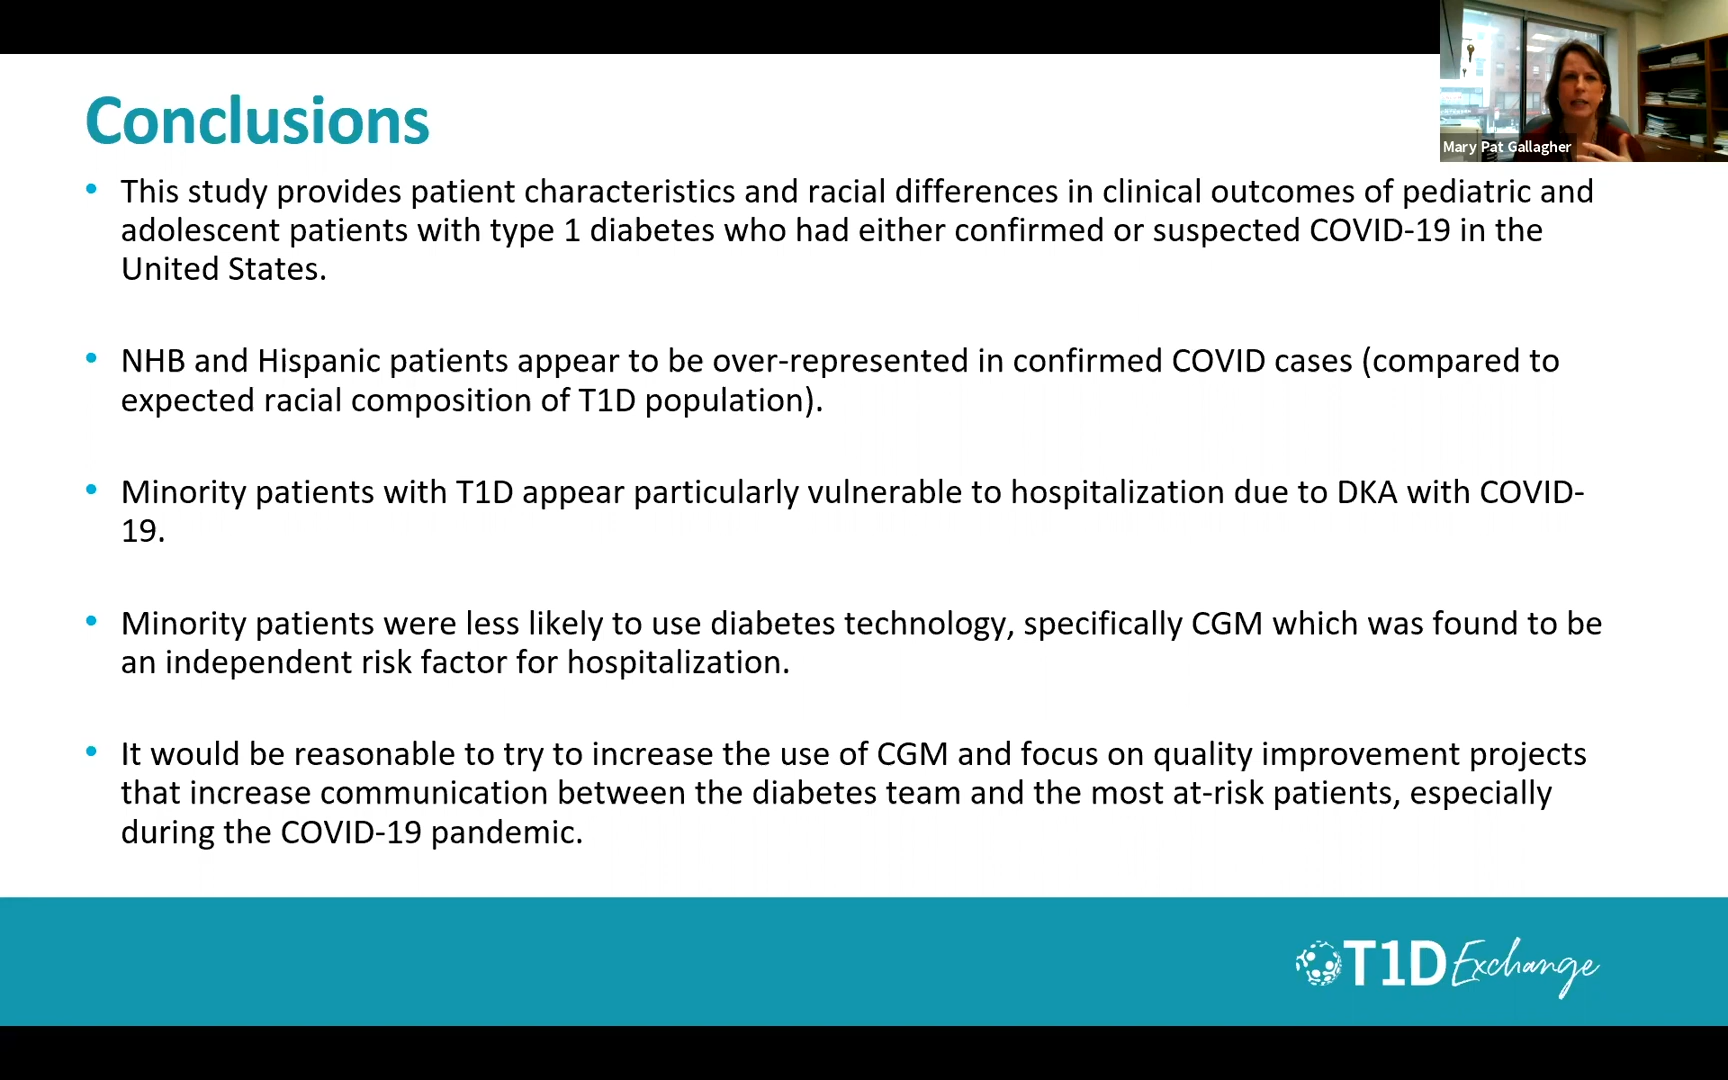 Conclusions
Mary Pat Gallagher
• This study provides patient characteristics and racial differences in clinical outcomes of pediatric and
adolescent patients with type 1 diabetes who had either confirmed or suspected COVID-19 in the
United States.
• NHB and Hispanic patients appear to be over-represented in confirmed COVID cases (compared to
expected racial composition of T1D population).
• Minority patients with T1D appear particularly vulnerable to hospitalization due to DKA with COVID-
19.
• Minority patients were less likely to use diabetes technology, specifically CGM which was found to be
an independent risk factor for hospitalization.
• It would be reasonable to try to increase the use of CGM and focus on quality improvement projects
that increase communication between the diabetes team and the most at-risk patients, especially
during the COVID-19 pandemic.
T1D Exchange